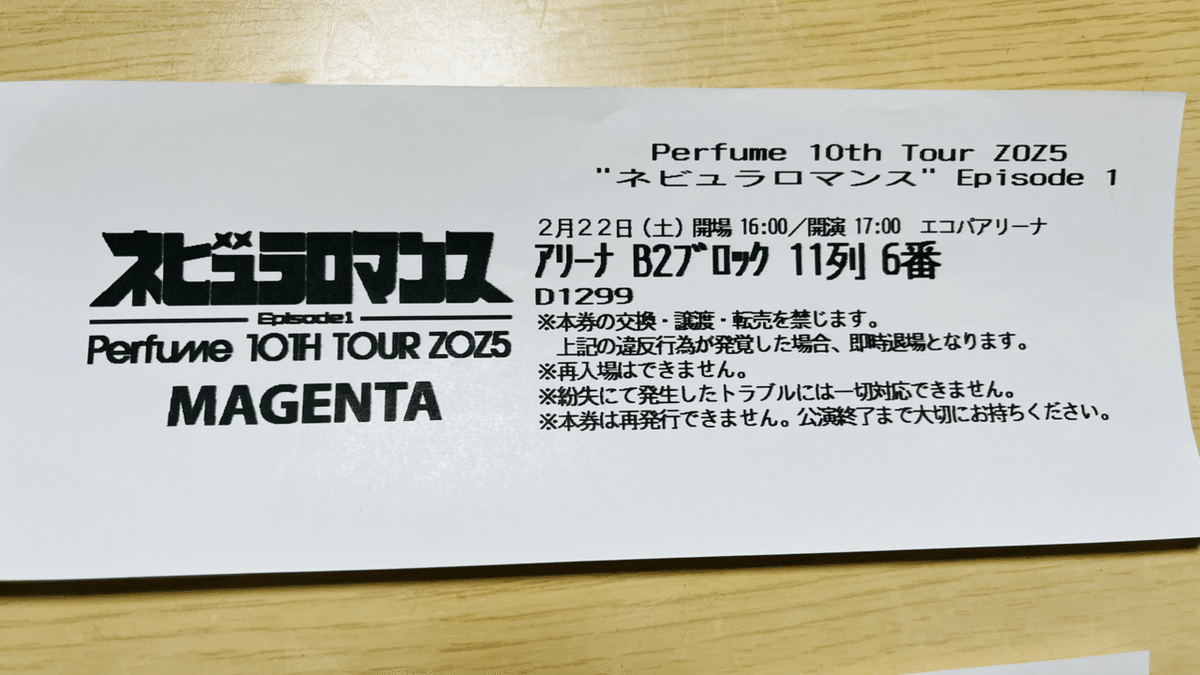 Perfume 10th Tour ZOZ5
"ネビュラロマンス" Episode 1
ネビュラロマンス
Episode1
Perfume 10TH TOUR ZOZ5
MAGENTA
2月22日(土) 開場 16:00/開演 17:00 エコパアリーナ
アリーナ B2ブロック 11列 6番
D1299
※本券の交換・譲渡・転売を禁じます。
上記の違反行為が発覚した場合、即時退場となります。
※再入場はできません。
※紛失にて発生したトラブルには一切対応できません。
※本券は再発行できません。公演終了まで大切にお持ちください。